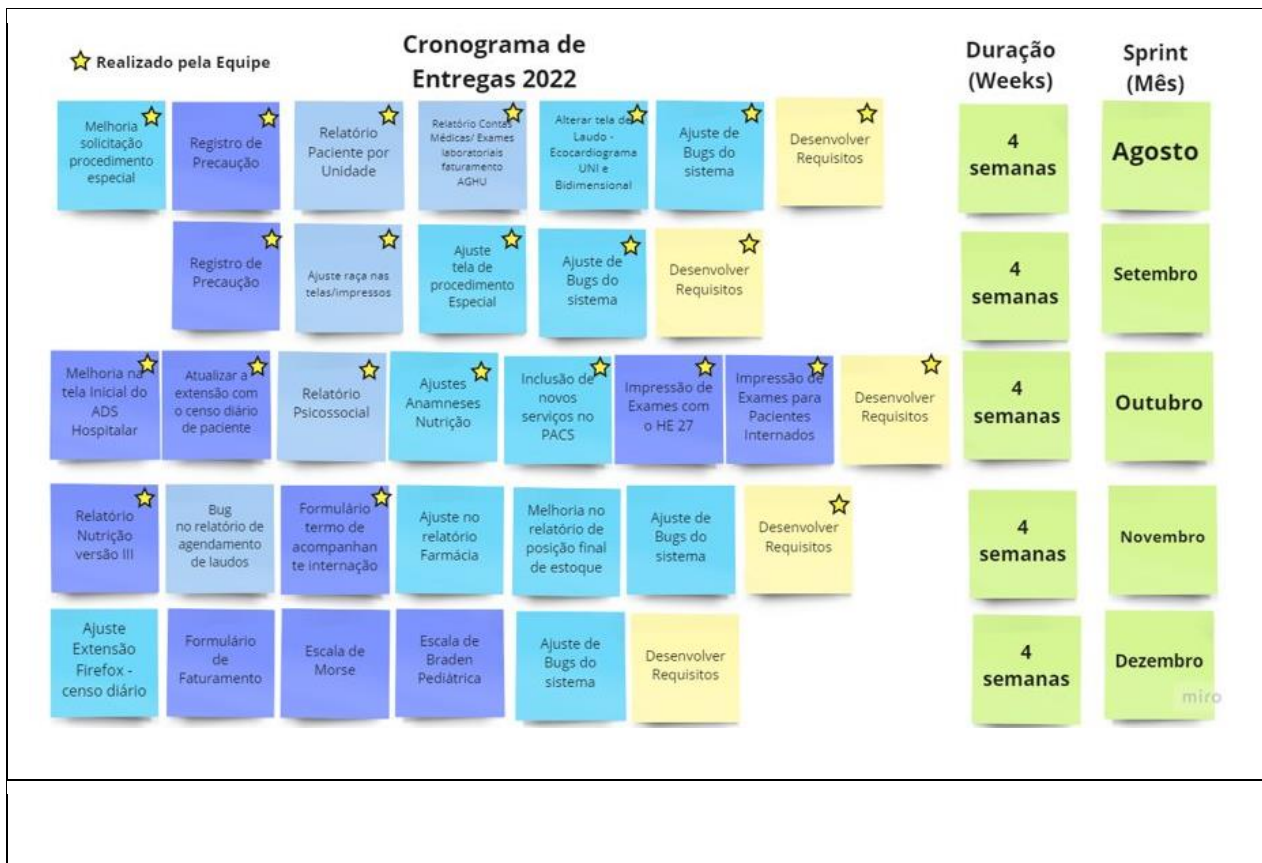 Realizado pela Equipe
Cronograma de
Entregas 2022
Duração
(Weeks)
Sprint
(Mês)
Melhoria
solicitação
procedimento
especial
Registro de
Precaução
Relatório
Paciente por
Unidade
Relatório Contas
Médicas/ Exames
laboratoriais
faturamento
AGHU
Alterar tela de
Laudo -
Ecocardiograma
UNI e
Bidimensional
Ajuste de
Bugs do
sistema
Desenvolver
Requisitos
4
semanas
Agosto
Registro de
Precaução
Ajuste raça nas
telas/impressos
Ajuste
tela de
procedimento
Especial
Ajuste de
Bugs do
sistema
Desenvolver
Requisitos
4
semanas
Setembro
Melhoria na
tela Inicial do
ADS
Hospitalar
Atualizar a
extensão com
o censo diário
de paciente
Relatório
Psicossocial
Ajustes
Anamneses
Nutrição
Inclusão de
novos
serviços no
PACS
Impressão de
Exames com
o HE 27
Impressão de
Exames para
Pacientes
Internados
Desenvolver
Requisitos
4
semanas
Outubro
Relatório
Nutrição
versão III
Bug
no relatório de
agendamento
de laudos
Formulário
termo de
acompanhan
te internação
Ajuste no
relatório
Farmácia
Melhoria no
relatório de
posição final
de estoque
Ajuste de
Bugs do
sistema
Desenvolver
Requisitos
4
semanas
Novembro
Ajuste
Extensão
Firefox -
censo diário
Formulário
de
Faturamento
Escala de
Morse
Escala de
Braden
Pediátrica
Ajuste de
Bugs do
sistema
Desenvolver
Requisitos
4
semanas
Dezembro
miro